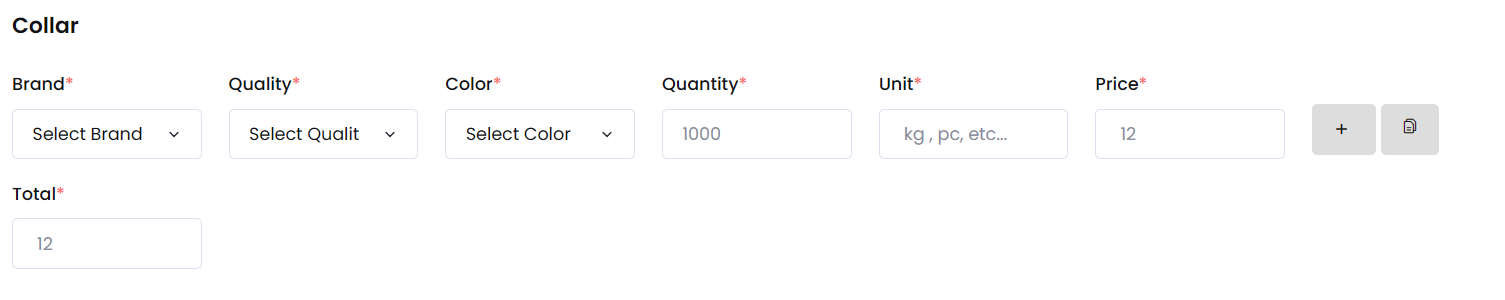 Collar
Brand* Quality* Color* Quantity* Unit* Price*
Select Brand Select Qualit Select Color 1000 kg , pc, etc... 12 +
Total*
12